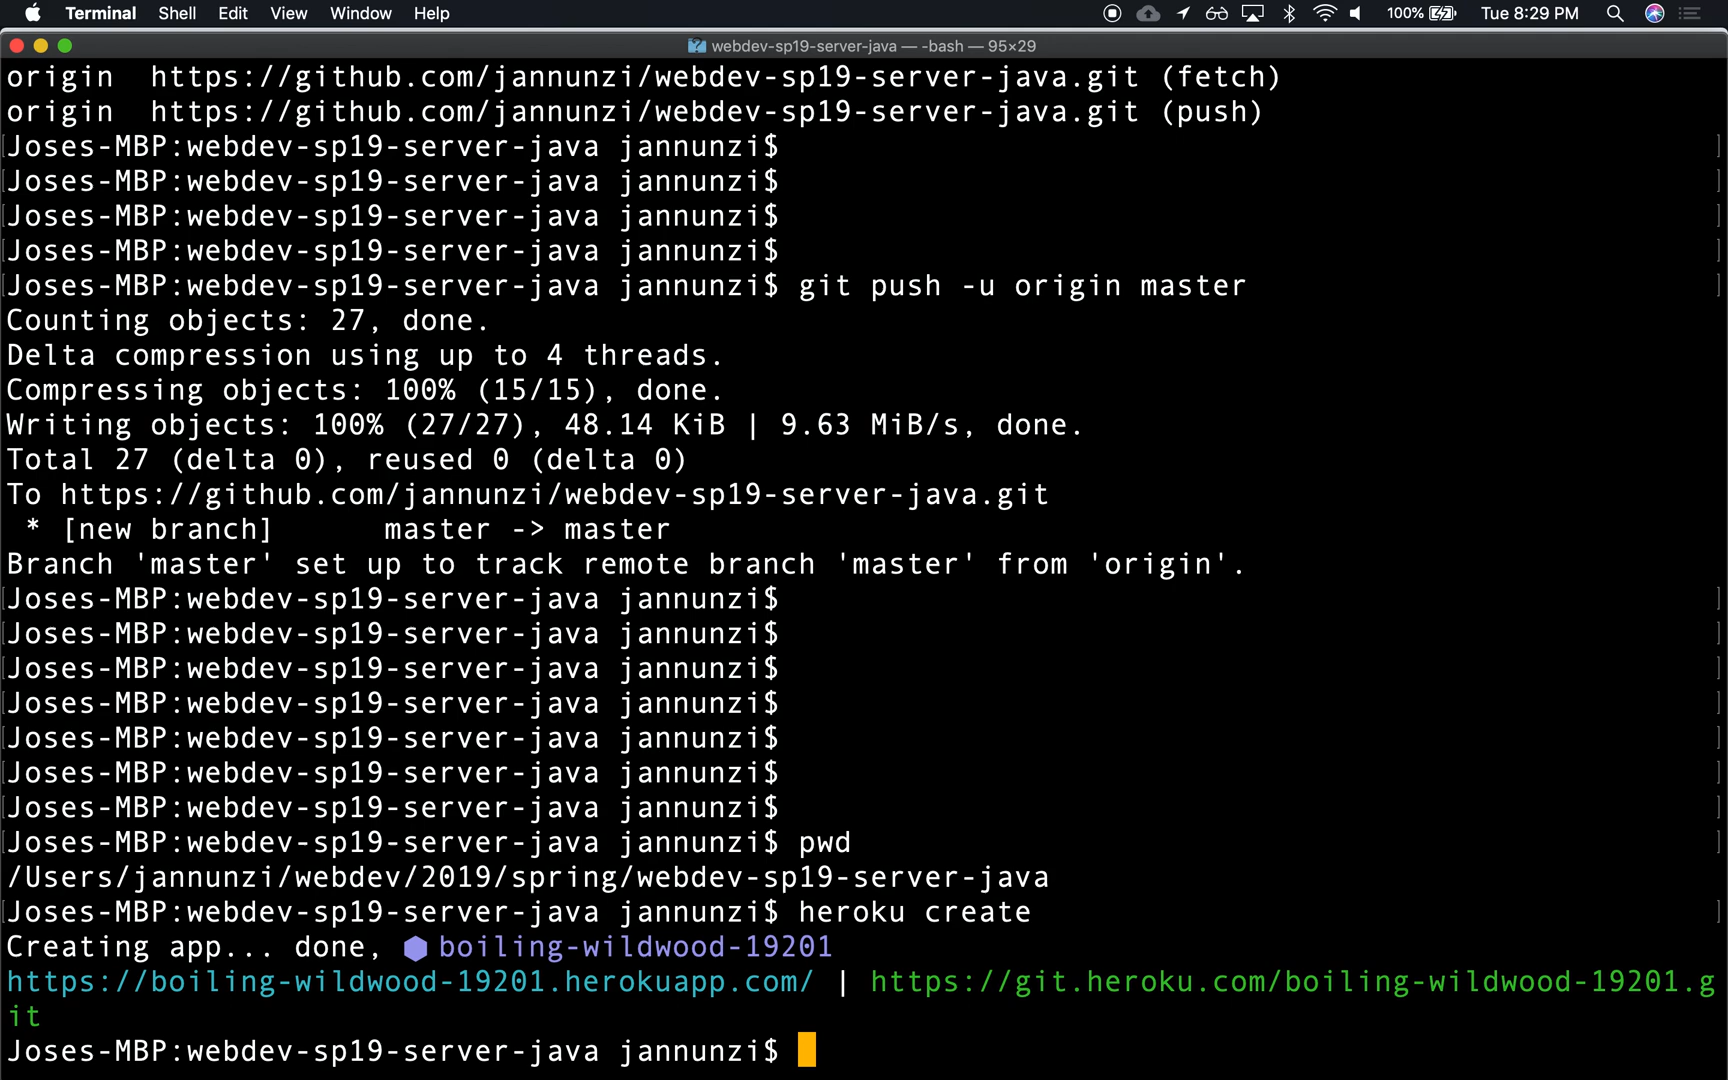 Terminal Shell Edit View Window Help 100% Tue 8:29 PM
webdev-sp19-server-java — -bash — 95×29
origin  https://github.com/jannunzi/webdev-sp19-server-java.git (fetch)
origin  https://github.com/jannunzi/webdev-sp19-server-java.git (push)
Joses-MBP:webdev-sp19-server-java jannunzi$
Joses-MBP:webdev-sp19-server-java jannunzi$
Joses-MBP:webdev-sp19-server-java jannunzi$
Joses-MBP:webdev-sp19-server-java jannunzi$
Joses-MBP:webdev-sp19-server-java jannunzi$ git push -u origin master
Counting objects: 27, done.
Delta compression using up to 4 threads.
Compressing objects: 100% (15/15), done.
Writing objects: 100% (27/27), 48.14 KiB | 9.63 MiB/s, done.
Total 27 (delta 0), reused 0 (delta 0)
To https://github.com/jannunzi/webdev-sp19-server-java.git
 * [new branch]      master -> master
Branch 'master' set up to track remote branch 'master' from 'origin'.
Joses-MBP:webdev-sp19-server-java jannunzi$
Joses-MBP:webdev-sp19-server-java jannunzi$
Joses-MBP:webdev-sp19-server-java jannunzi$
Joses-MBP:webdev-sp19-server-java jannunzi$
Joses-MBP:webdev-sp19-server-java jannunzi$
Joses-MBP:webdev-sp19-server-java jannunzi$
Joses-MBP:webdev-sp19-server-java jannunzi$
Joses-MBP:webdev-sp19-server-java jannunzi$ pwd
/Users/jannunzi/webdev/2019/spring/webdev-sp19-server-java
Joses-MBP:webdev-sp19-server-java jannunzi$ heroku create
Creating app... done, ⬢ boiling-wildwood-19201
https://boiling-wildwood-19201.herokuapp.com/ | https://git.heroku.com/boiling-wildwood-19201.g
it
Joses-MBP:webdev-sp19-server-java jannunzi$